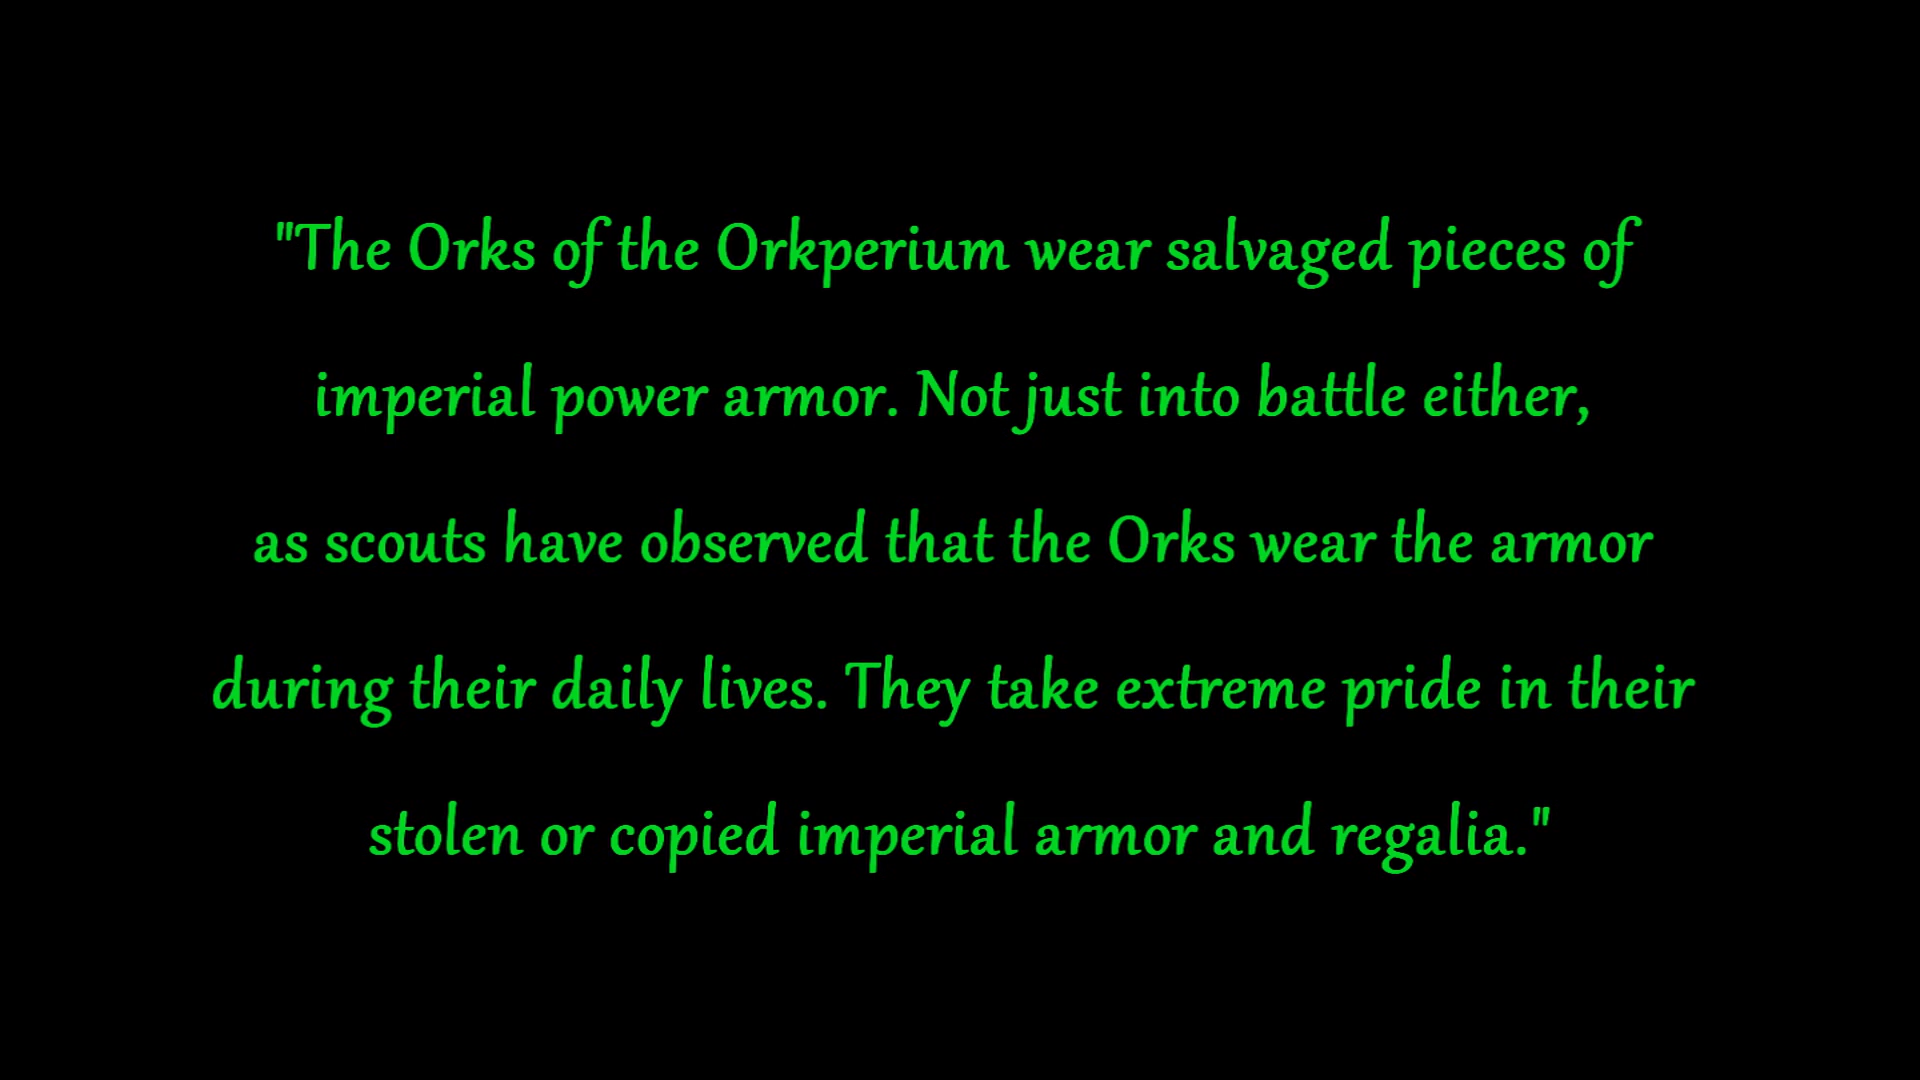 "The Orks of the Orkperium wear salvaged pieces of
imperial power armor. Not just into battle either,
as scouts have observed that the Orks wear the armor
during their daily lives. They take extreme pride in their
stolen or copied imperial armor and regalia."